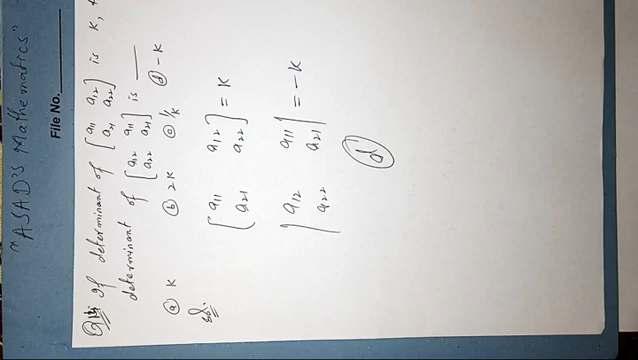 "ASAD'S Mathematics"
File No.
Q If determinant of [a11 a12 a21 a22] is K,
determinant of [a12 a11 a22 a21] is ____
(a) K (b) 2K (c) 1/K (d) -K
Sol:
[a11 a12
a21 a22] = K
|a12 a11
a22 a21| = -K
(d)